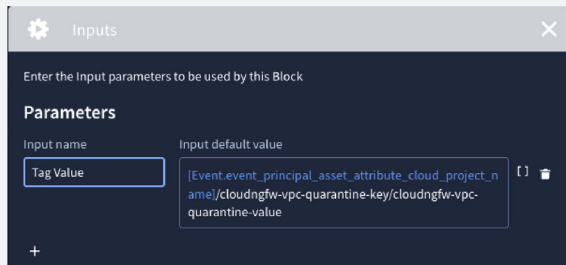 Inputs
Enter the Input parameters to be used by this Block
Parameters
Input name
Input default value
Tag Value
[Event.event_principal_asset_attribute_cloud_project_n
ame]/cloudngfw-vpc-quarantine-key/cloudngfw-vpc-
quarantine-value
[ ]
+